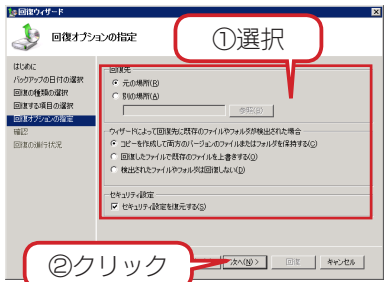 回復ウィザード
回復オプションの指定
①選択
はじめに
バックアップの日付の選択
回復の種類の選択
回復する項目の選択
回復オプションの指定
確認
回復の進行状況
回復先
元の場所(R)
別の場所(A)
参照(B)
ウィザードによって回復先に既存のファイルやフォルダが検出された場合
コピーを作成して両方のバージョンのファイルまたはフォルダを保持する(C)
回復したファイルで既存のファイルを上書きする(O)
検出されたファイルやフォルダは回復しない(D)
セキュリティ設定
セキュリティ設定を復元する(S)
②クリック
次へ(N) >
回復
キャンセル